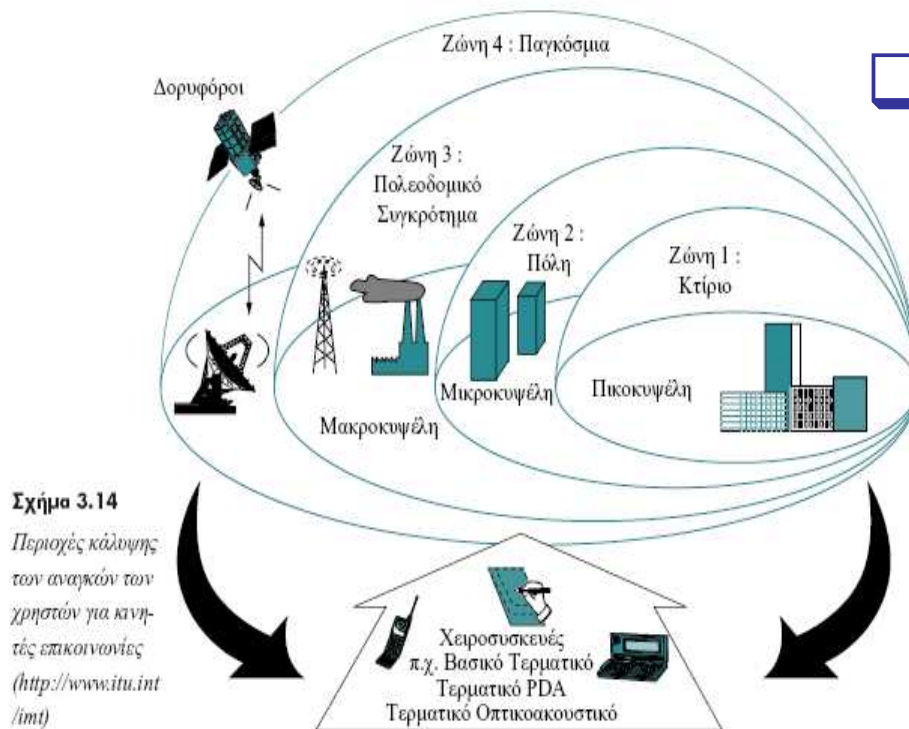 Ζώνη 4 : Παγκόσμια
Δορυφόροι
Ζώνη 3 :
Πολεοδομικό
Συγκρότημα
Ζώνη 2 :
Πόλη
Ζώνη 1 :
Κτίριο
Μακροκυψέλη
Μικροκυψέλη
Πικοκυψέλη
Σχήμα 3.14
Περιοχές κάλυψης
των αναγκών των
χρηστών για κινη-
τές επικοινωνίες
(http://www.itu.int
/imt)
Χειροσυσκευές
π.χ. Βασικό Τερματικό
Τερματικό PDA
Τερματικό Οπτικοακουστικό